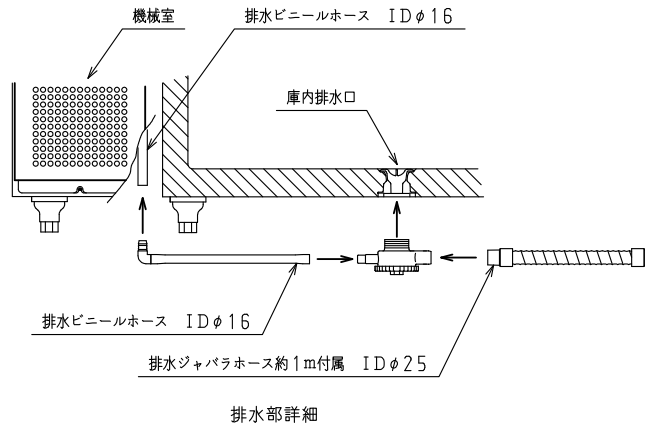 機械室
排水ビニールホース IDφ16
庫内排水口
排水ビニールホース IDφ16
排水ジャバラホース約1m付属 IDφ25
排水部詳細